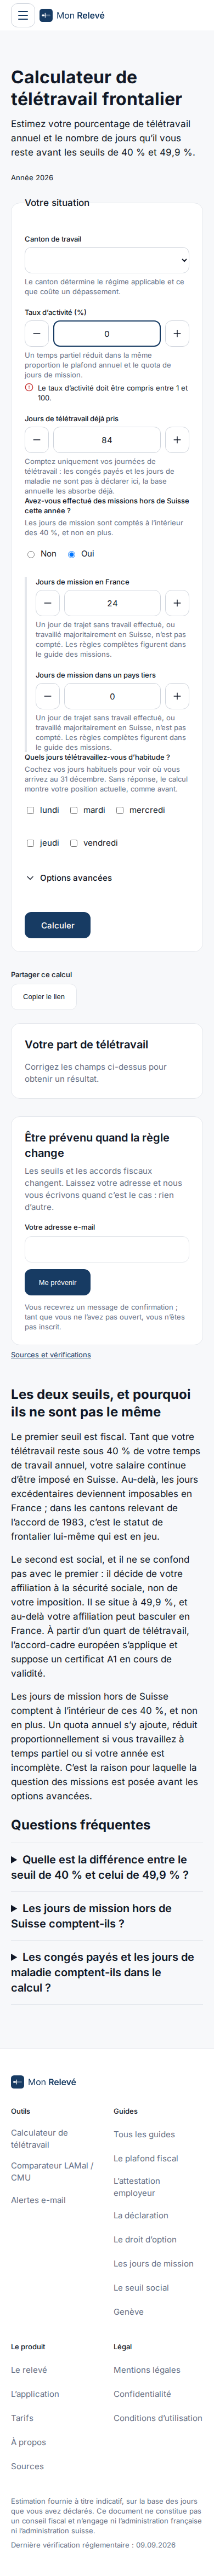 Mon Relevé
Calculateur de
télétravail frontalier
Estimez votre pourcentage de télétravail
annuel et le nombre de jours qu’il vous
reste avant les seuils de 40 % et 49,9 %.
Année 2026
Votre situation
Canton de travail
Le canton détermine le régime applicable et ce
que coûte un dépassement.
Taux d’activité (%)
0
Un temps partiel réduit dans la même
proportion le plafond annuel et le quota de
jours de mission.
Le taux d’activité doit être compris entre 1 et
100.
Jours de télétravail déjà pris
84
Comptez uniquement vos journées de
télétravail : les congés payés et les jours de
maladie ne sont pas à déclarer ici, la base
annuelle les absorbe déjà.
Avez-vous effectué des missions hors de Suisse
cette année ?
Les jours de mission sont comptés à l’intérieur
des 40 %, et non en plus.
Non Oui
Jours de mission en France
24
Un jour de trajet sans travail effectué, ou
travaillé majoritairement en Suisse, n’est pas
compté. Les règles complètes figurent dans
le guide des missions.
Jours de mission dans un pays tiers
0
Un jour de trajet sans travail effectué, ou
travaillé majoritairement en Suisse, n’est pas
compté. Les règles complètes figurent dans
le guide des missions.
Quels jours télétravaillez-vous d’habitude ?
Cochez vos jours habituels pour voir où vous
arrivez au 31 décembre. Sans réponse, le calcul
montre votre position actuelle, comme avant.
lundi mardi mercredi
jeudi vendredi
Options avancées
Calculer
Partager ce calcul
Copier le lien
Votre part de télétravail
Corrigez les champs ci-dessus pour
obtenir un résultat.
Être prévenu quand la règle
change
Les seuils et les accords fiscaux
changent. Laissez votre adresse et nous
vous écrivons quand c’est le cas : rien
d’autre.
Votre adresse e-mail
Me prévenir
Vous recevrez un message de confirmation ;
tant que vous ne l’avez pas ouvert, vous n’êtes
pas inscrit.
Sources et vérifications
Les deux seuils, et pourquoi
ils ne sont pas le même
Le premier seuil est fiscal. Tant que votre
télétravail reste sous 40 % de votre temps
de travail annuel, votre salaire continue
d’être imposé en Suisse. Au-delà, les jours
excédentaires deviennent imposables en
France ; dans les cantons relevant de
l’accord de 1983, c’est le statut de
frontalier lui-même qui est en jeu.
Le second est social, et il ne se confond
pas avec le premier : il décide de votre
affiliation à la sécurité sociale, non de
votre imposition. Il se situe à 49,9 %, et
au-delà votre affiliation peut basculer en
France. À partir d’un quart de télétravail,
l’accord-cadre européen s’applique et
suppose un certificat A1 en cours de
validité.
Les jours de mission hors de Suisse
comptent à l’intérieur de ces 40 %, et non
en plus. Un quota annuel s’y ajoute, réduit
proportionnellement si vous travaillez à
temps partiel ou si votre année est
incomplète. C’est la raison pour laquelle la
question des missions est posée avant les
options avancées.
Questions fréquentes
Quelle est la différence entre le
seuil de 40 % et celui de 49,9 % ?
Les jours de mission hors de
Suisse comptent-ils ?
Les congés payés et les jours de
maladie comptent-ils dans le
calcul ?
Mon Relevé
Outils
Calculateur de
télétravail
Comparateur LAMal /
CMU
Alertes e-mail
Guides
Tous les guides
Le plafond fiscal
L’attestation
employeur
La déclaration
Le droit d’option
Les jours de mission
Le seuil social
Genève
Le produit
Le relevé
L’application
Tarifs
À propos
Sources
Légal
Mentions légales
Confidentialité
Conditions d’utilisation
Estimation fournie à titre indicatif, sur la base des jours
que vous avez déclarés. Ce document ne constitue pas
un conseil fiscal et n’engage ni l’administration française
ni l’administration suisse.
Dernière vérification réglementaire : 09.09.2026